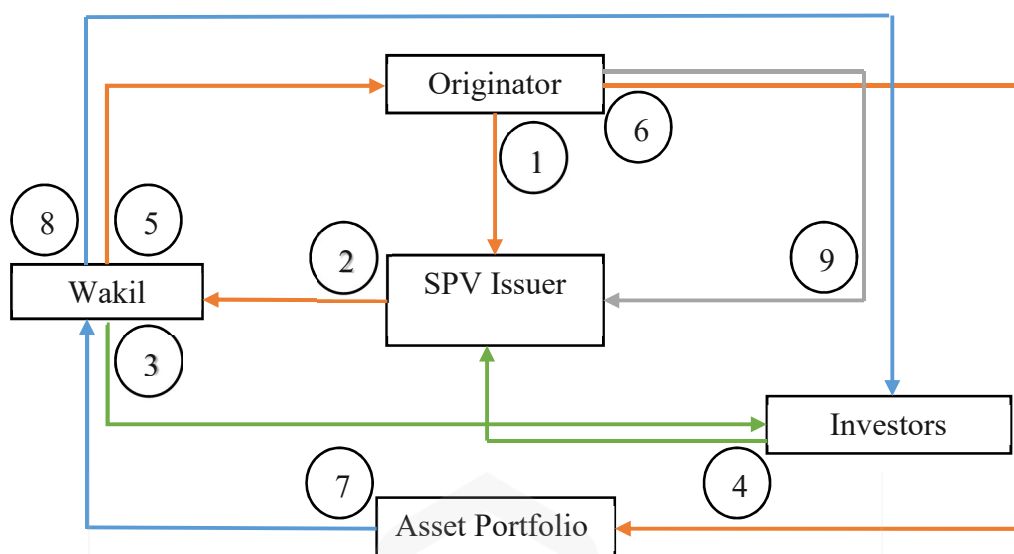 Originator
6
1
8
5
2
SPV Issuer
9
Wakil
3
Investors
7
4
Asset Portfolio